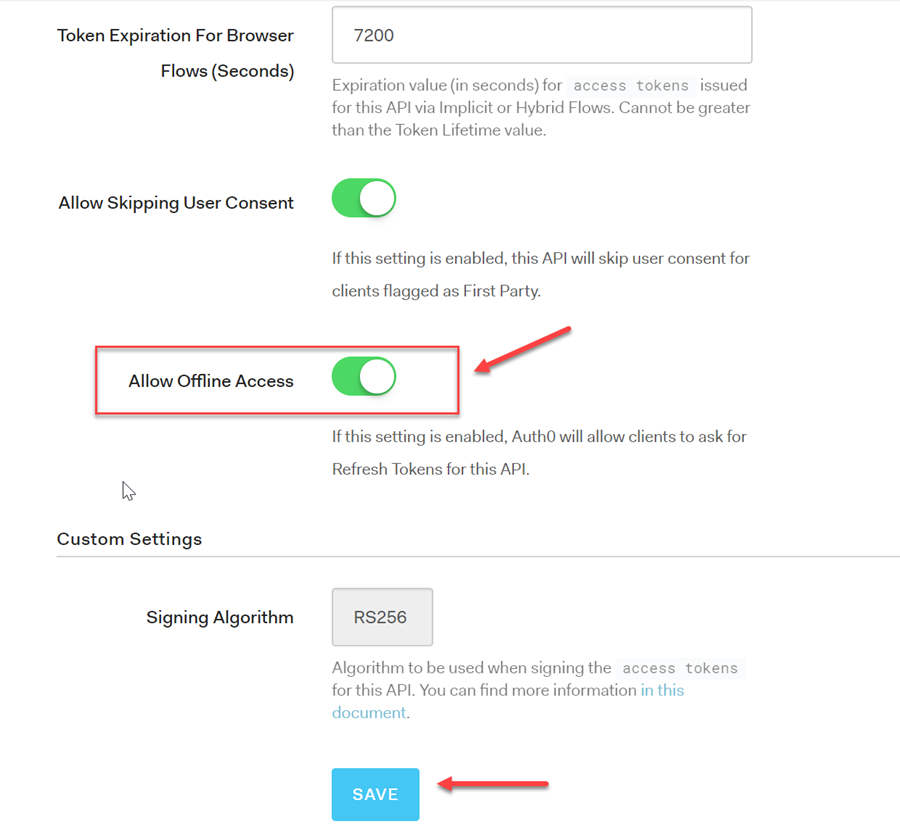 Token Expiration For Browser
Flows (Seconds)
7200
Expiration value (in seconds) for access tokens issued
for this API via Implicit or Hybrid Flows. Cannot be greater
than the Token Lifetime value.
Allow Skipping User Consent
If this setting is enabled, this API will skip user consent for
clients flagged as First Party.
Allow Offline Access
If this setting is enabled, Auth0 will allow clients to ask for
Refresh Tokens for this API.
Custom Settings
Signing Algorithm
RS256
Algorithm to be used when signing the access tokens
for this API. You can find more information in this
document.
SAVE